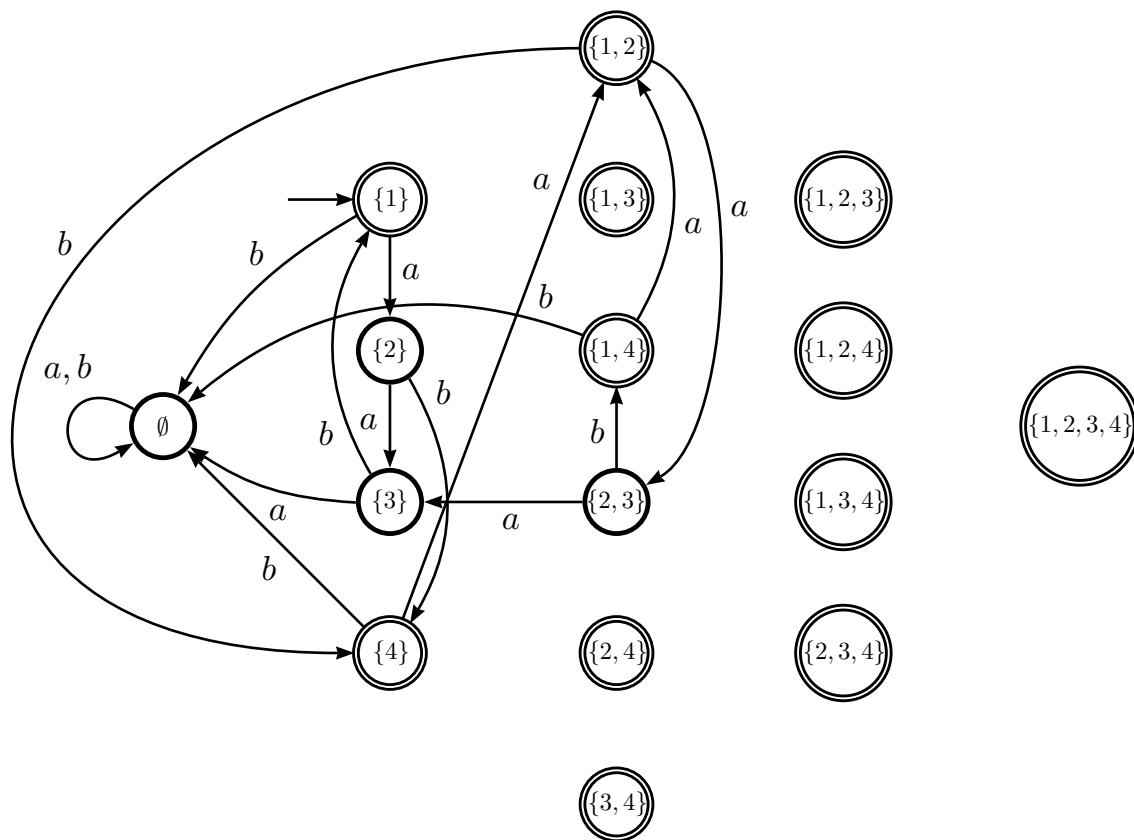 {1, 2}
a
{1}
{1, 3}
{1, 2, 3}
a
b
b
a
a
b
{2}
{1, 4}
{1, 2, 4}
a, b
b
∅
a
b
b
{1, 2, 3, 4}
{3}
{2, 3}
{1, 3, 4}
a
a
b
{4}
{2, 4}
{2, 3, 4}
{3, 4}